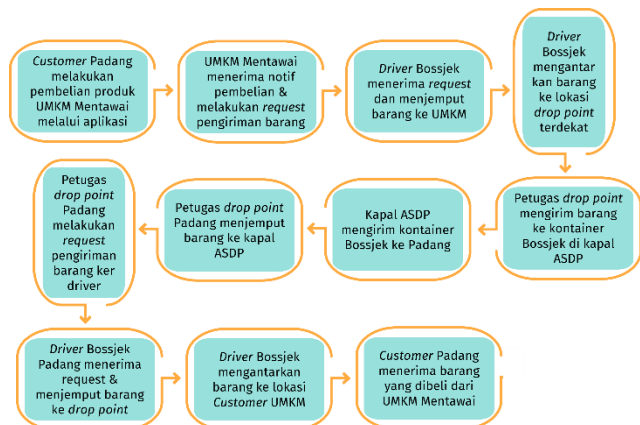 Customer Padang
melakukan
pembelian produk
UMKM Mentawai
melalui aplikasi
UMKM Mentawai
menerima notif
pembelian &
melakukan request
pengiriman barang
Driver Bossjek
menerima request
dan menjemput
barang ke UMKM
Driver
Bossjek
mengantar
kan barang
ke lokasi
drop point
terdekat
Petugas drop point
mengirim barang
ke kontainer
Bossjek di kapal
ASDP
Kapal ASDP
mengirim kontainer
Bossjek ke Padang
Petugas drop point
Padang menjemput
barang ke kapal
ASDP
Petugas
drop point
Padang
melakukan
request
pengiriman
barang ker
driver
Driver Bossjek
Padang menerima
request &
menjemput barang
ke drop point
Driver Bossjek
mengantarkan
barang ke lokasi
Customer UMKM
Customer Padang
menerima barang
yang dibeli dari
UMKM Mentawai